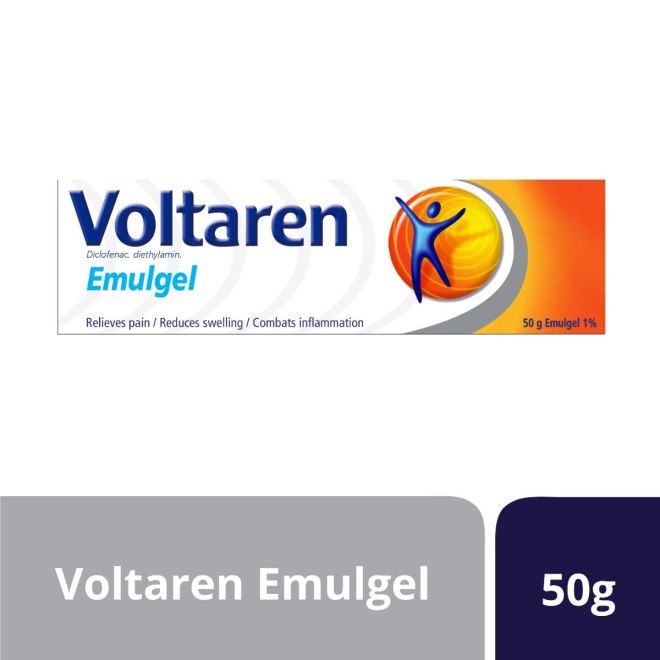 Voltaren
Diclofenac. diethylamin.
Emulgel
Relieves pain / Reduces swelling / Combats inflammation
50 g Emulgel 1%
Voltaren Emulgel
50g